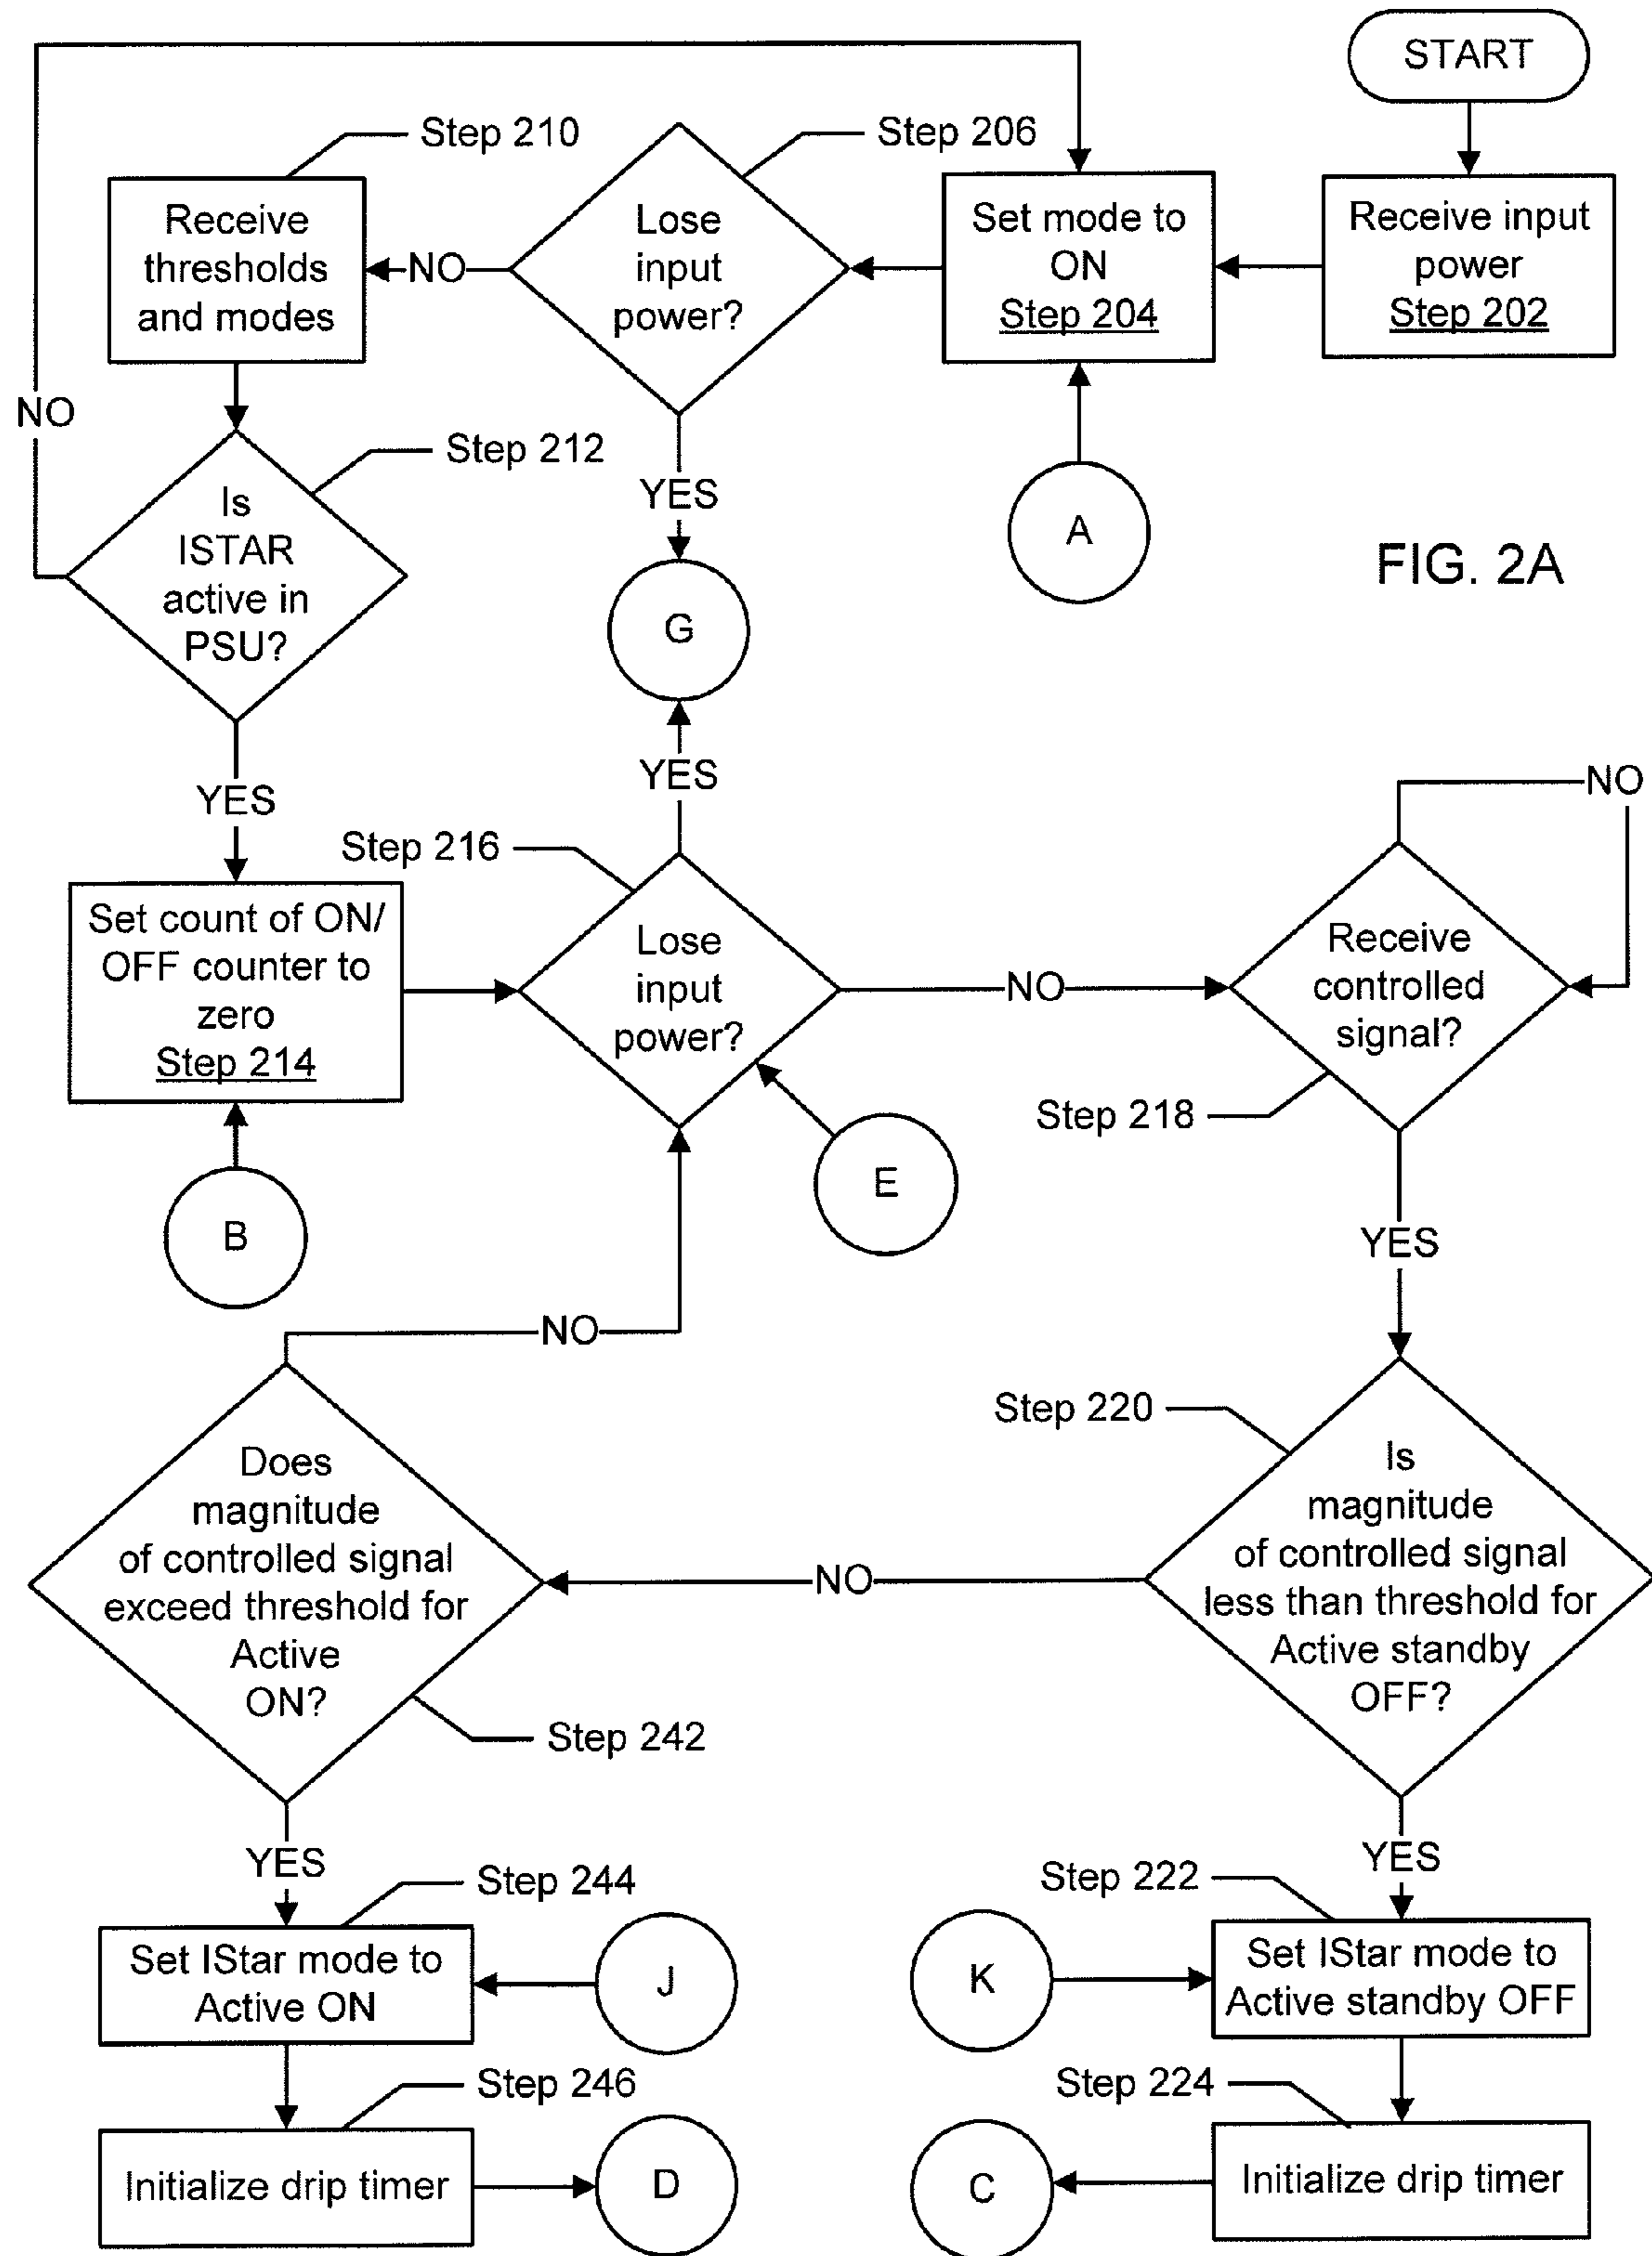 START
Step 210
Step 206
Receive
thresholds
and modes
NO
Lose
input
power?
Set mode to
ON
Step 204
Receive input
power
Step 202
NO
Step 212
Is
ISTAR
active in
PSU?
YES
A
FIG. 2A
G
YES
YES
NO
Step 216
Set count of ON/
OFF counter to
zero
Step 214
Lose
input
power?
NO
Receive
controlled
signal?
Step 218
E
B
YES
NO
Step 220
Does
magnitude
of controlled signal
exceed threshold for
Active
ON?
NO
Is
magnitude
of controlled signal
less than threshold for
Active standby
OFF?
Step 242
YES
YES
Step 244
Step 222
Set IStar mode to
Active ON
J
K
Set IStar mode to
Active standby OFF
Step 246
Step 224
Initialize drip timer
D
C
Initialize drip timer